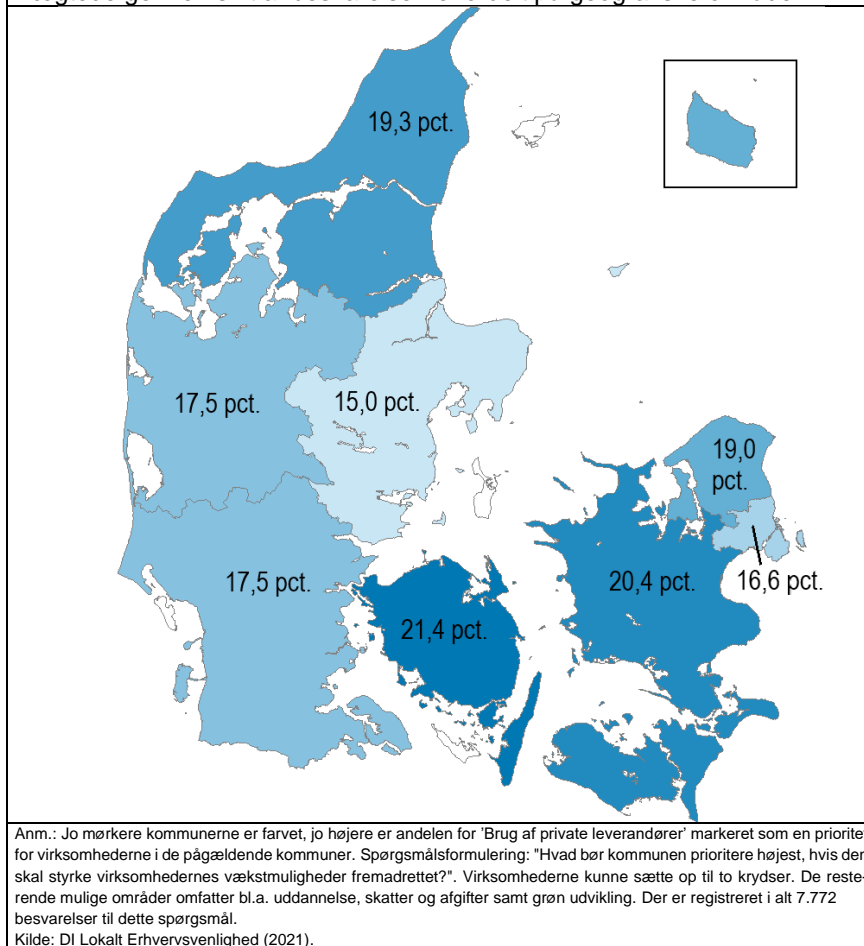 19,3 pct.
17,5 pct.
15,0 pct.
19,0
pct.
17,5 pct.
20,4 pct.
16,6 pct.
21,4 pct.
Anm.: Jo mørkere kommunerne er farvet, jo højere er andelen for 'Brug af private leverandører' markeret som en priorite
for virksomhederne i de pågældende kommuner. Spørgsmålsformulering: "Hvad bør kommunen prioritere højest, hvis den
skal styrke virksomhedernes vækstmuligheder fremadrettet?". Virksomhederne kunne sætte op til to krydser. De reste-
rende mulige områder omfatter bl.a. uddannelse, skatter og afgifter samt grøn udvikling. Der er registreret i alt 7.772
besvarelser til dette spørgsmål.
Kilde: DI Lokalt Erhvervsvenlighed (2021).